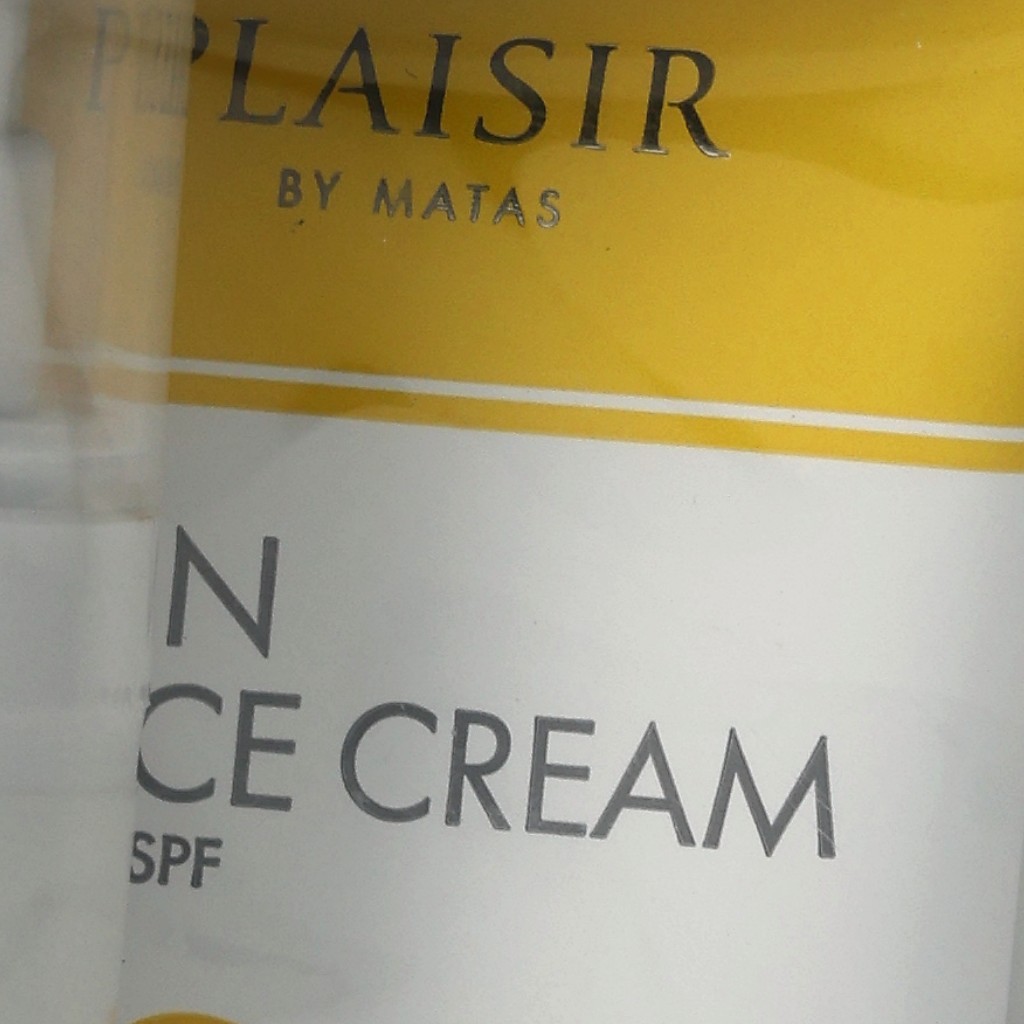 PLAISIR
BY MATAS
N
CE CREAM
SPF